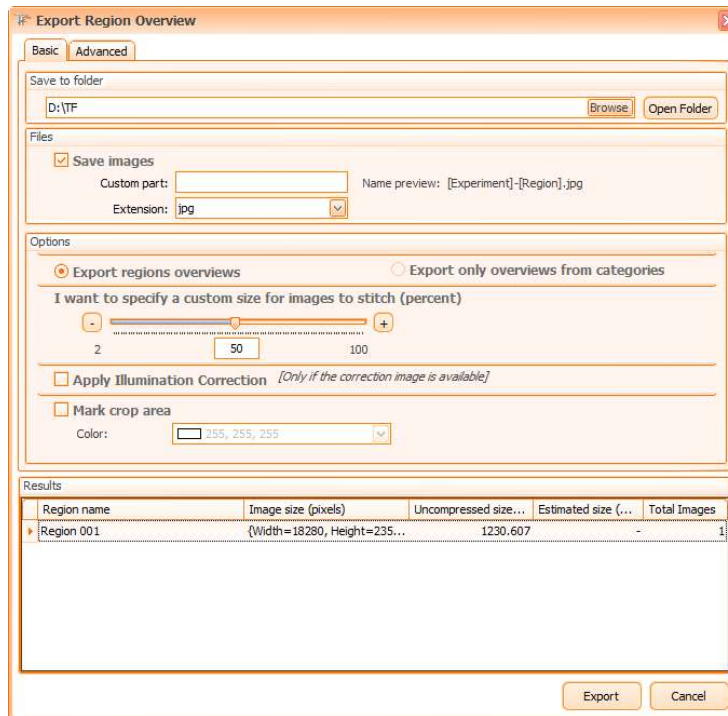 Export Region Overview
Basic Advanced
Save to folder
D:\TF Browse Open Folder
Files
Save images
Custom part: Name preview: [Experiment]-[Region].jpg
Extension: jpg
Options
Export regions overviews Export only overviews from categories
I want to specify a custom size for images to stitch (percent)
- +
2 50 100
Apply Illumination Correction [Only if the correction image is available]
Mark crop area
Color: 255, 255, 255
Results
Region name Image size (pixels) Uncompressed size... Estimated size (... Total Images
Region 001 {Width=18280, Height=235... 1230.607 - 1
Export Cancel